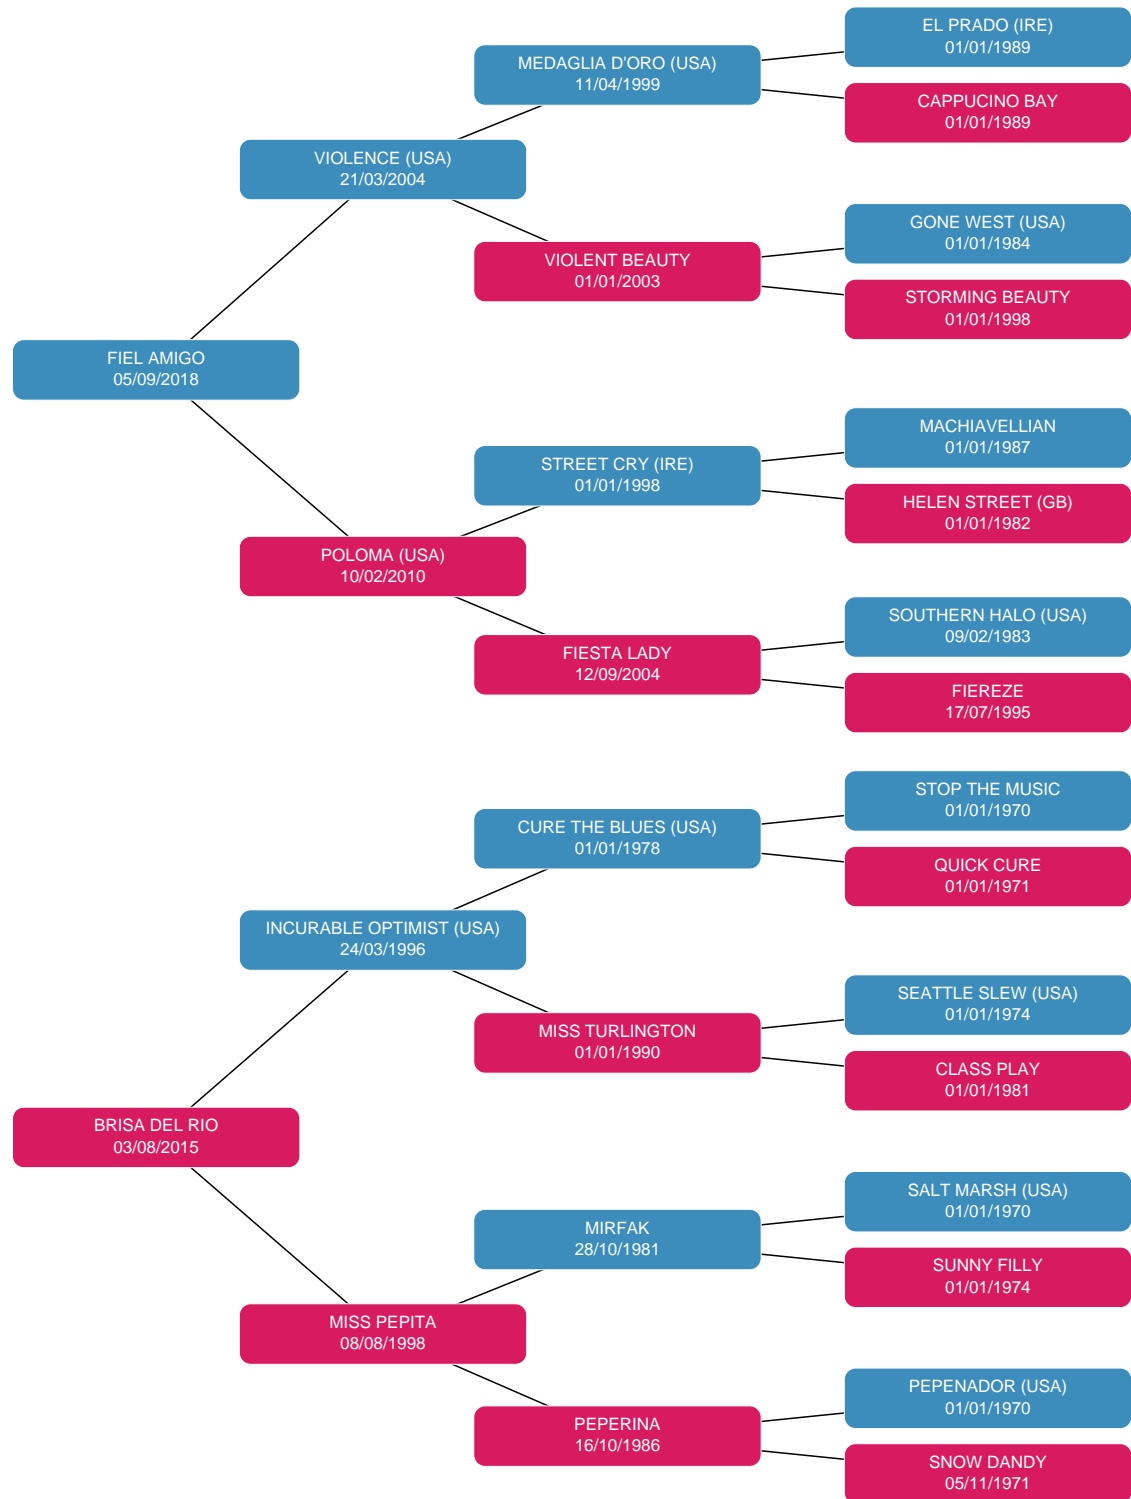 EL PRADO (IRE)
01/01/1989
MEDAGLIA D'ORO (USA)
11/04/1999
CAPPUCINO BAY
01/01/1989
VIOLENCE (USA)
21/03/2004
GONE WEST (USA)
01/01/1984
VIOLENT BEAUTY
01/01/2003
STORMING BEAUTY
01/01/1998
FIEL AMIGO
05/09/2018
MACHIAVELLIAN
01/01/1987
STREET CRY (IRE)
01/01/1998
HELEN STREET (GB)
01/01/1982
POLOMA (USA)
10/02/2010
SOUTHERN HALO (USA)
09/02/1983
FIESTA LADY
12/09/2004
FIEREZE
17/07/1995
STOP THE MUSIC
01/01/1970
CURE THE BLUES (USA)
01/01/1978
QUICK CURE
01/01/1971
INCURABLE OPTIMIST (USA)
24/03/1996
SEATTLE SLEW (USA)
01/01/1974
MISS TURLINGTON
01/01/1990
CLASS PLAY
01/01/1981
BRISA DEL RIO
03/08/2015
SALT MARSH (USA)
01/01/1970
MIRFAK
28/10/1981
SUNNY FILLY
01/01/1974
MISS PEPITA
08/08/1998
PEPENADOR (USA)
01/01/1970
PEPERINA
16/10/1986
SNOW DANDY
05/11/1971